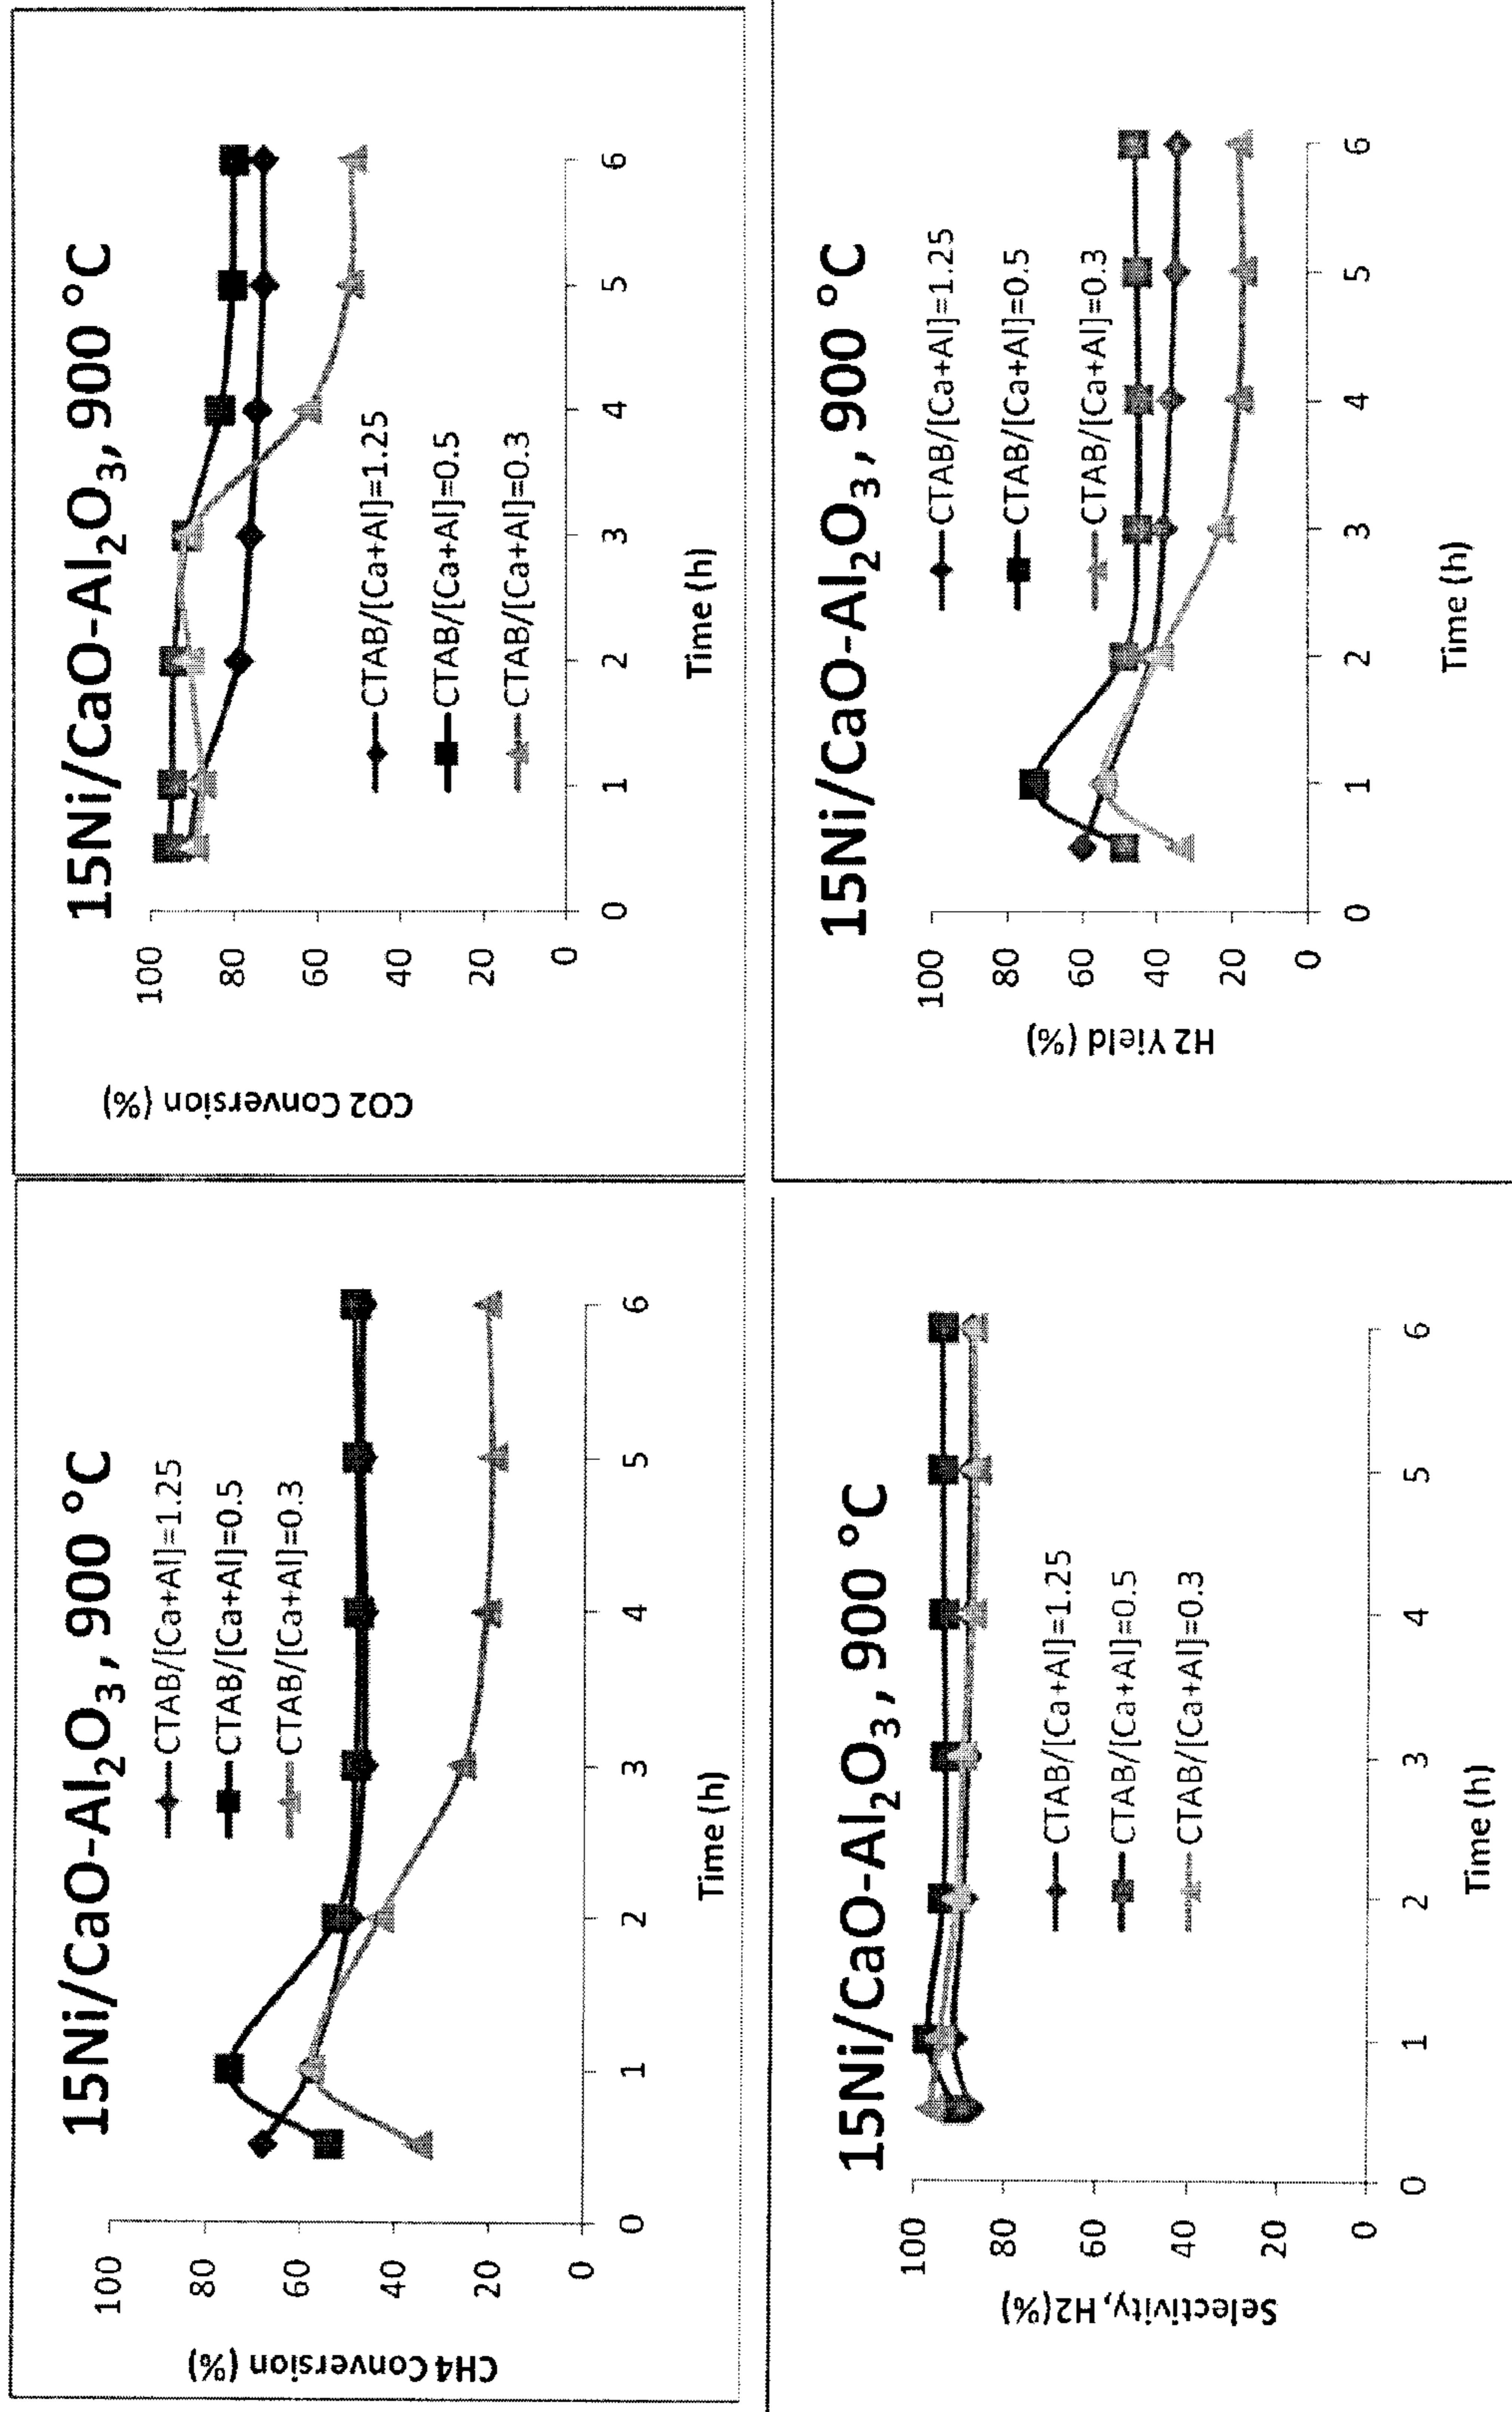 15Ni/CaO-Al2O3, 900 °C
CTAB/[Ca+Al]=1.25
CTAB/[Ca+Al]=0.5
CTAB/[Ca+Al]=0.3
CH4 Conversion (%)
100
80
60
40
20
0
0 1 2 3 4 5 6
Time (h)
15Ni/CaO-Al2O3, 900 °C
CO2 Conversion (%)
100
80
60
40
20
0
CTAB/[Ca+Al]=1.25
CTAB/[Ca+Al]=0.5
CTAB/[Ca+Al]=0.3
0 1 2 3 4 5 6
Time (h)
15Ni/CaO-Al2O3, 900 °C
Selectivity, H2(%)
100
80
60
40
20
0
CTAB/[Ca+Al]=1.25
CTAB/[Ca+Al]=0.5
CTAB/[Ca+Al]=0.3
0 1 2 3 4 5 6
Time (h)
15Ni/CaO-Al2O3, 900 °C
CTAB/[Ca+Al]=1.25
CTAB/[Ca+Al]=0.5
CTAB/[Ca+Al]=0.3
H2 Yield (%)
100
80
60
40
20
0
0 1 2 3 4 5 6
Time (h)